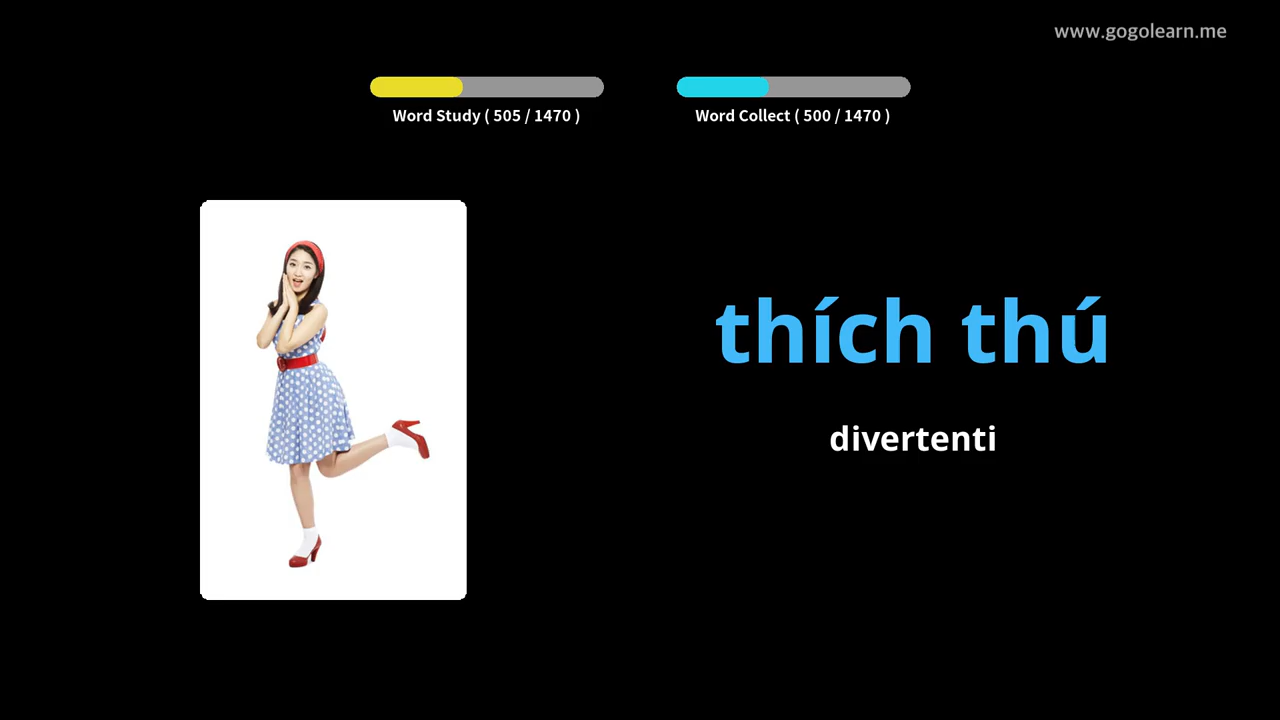 www.gogolearn.me
Word Study ( 505 / 1470 )
Word Collect ( 500 / 1470 )
thích thú
divertenti